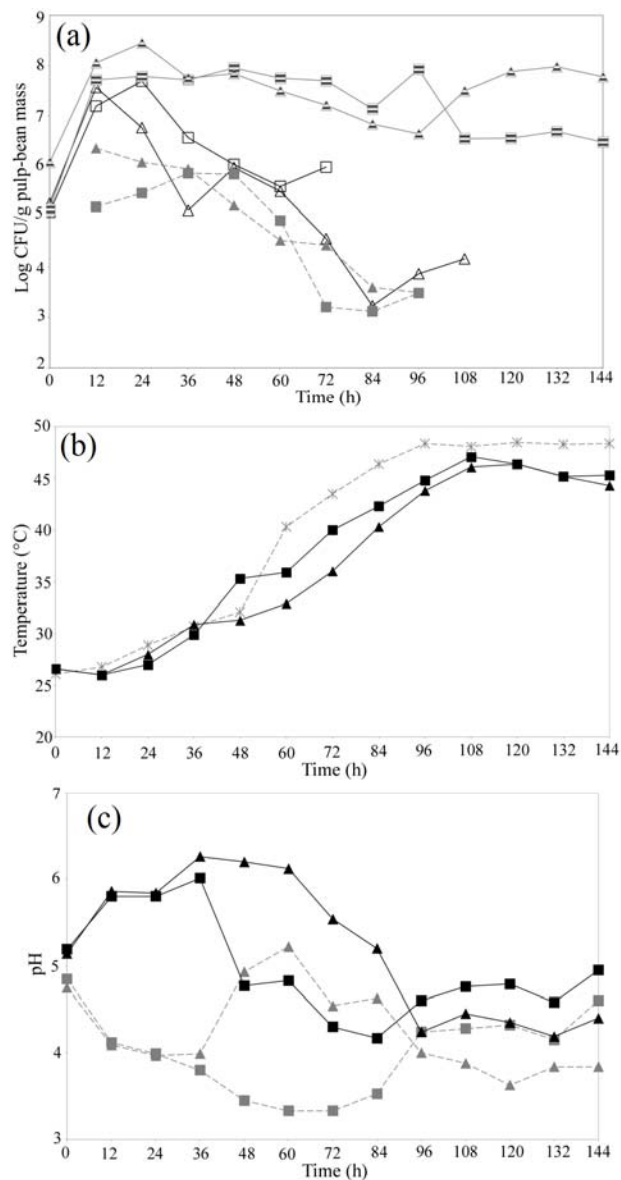 (a)
Log CFU/g pulp-bean mass
9
8
7
6
5
4
3
2
0 12 24 36 48 60 72 84 96 108 120 132 144
Time (h)
(b)
Temperature (°C)
50
45
40
35
30
25
20
0 12 24 36 48 60 72 84 96 108 120 132 144
Time (h)
(c)
pH
7
6
5
4
3
0 12 24 36 48 60 72 84 96 108 120 132 144
Time (h)